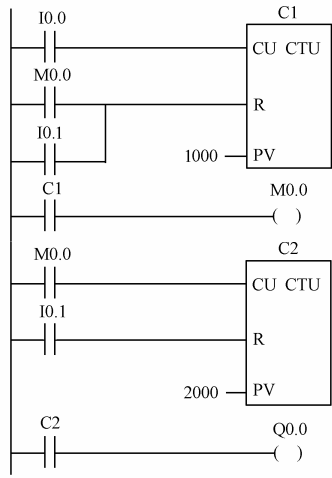 I0.0
C1
CU CTU
M0.0
R
I0.1
1000
PV
C1
M0.0
( )
M0.0
C2
CU CTU
I0.1
R
2000
PV
C2
Q0.0
( )